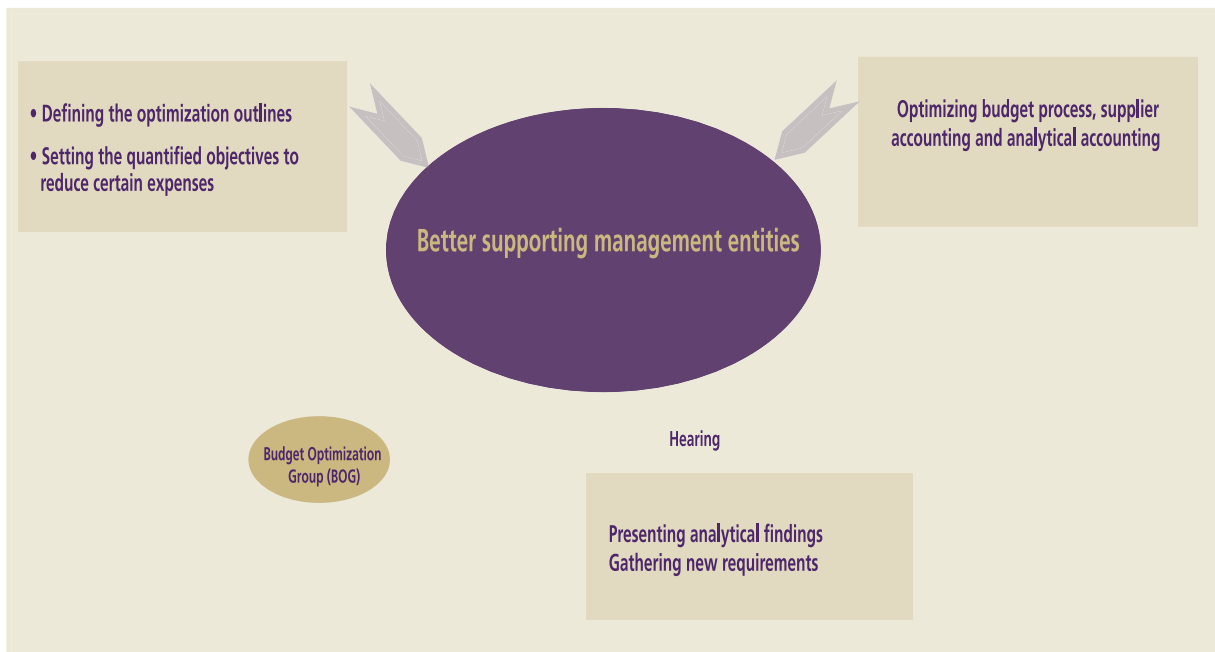 • Defining the optimization outlines
• Setting the quantified objectives to
reduce certain expenses
Optimizing budget process, supplier
accounting and analytical accounting
Better supporting management entities
Budget Optimization
Group (BOG)
Hearing
Presenting analytical findings
Gathering new requirements